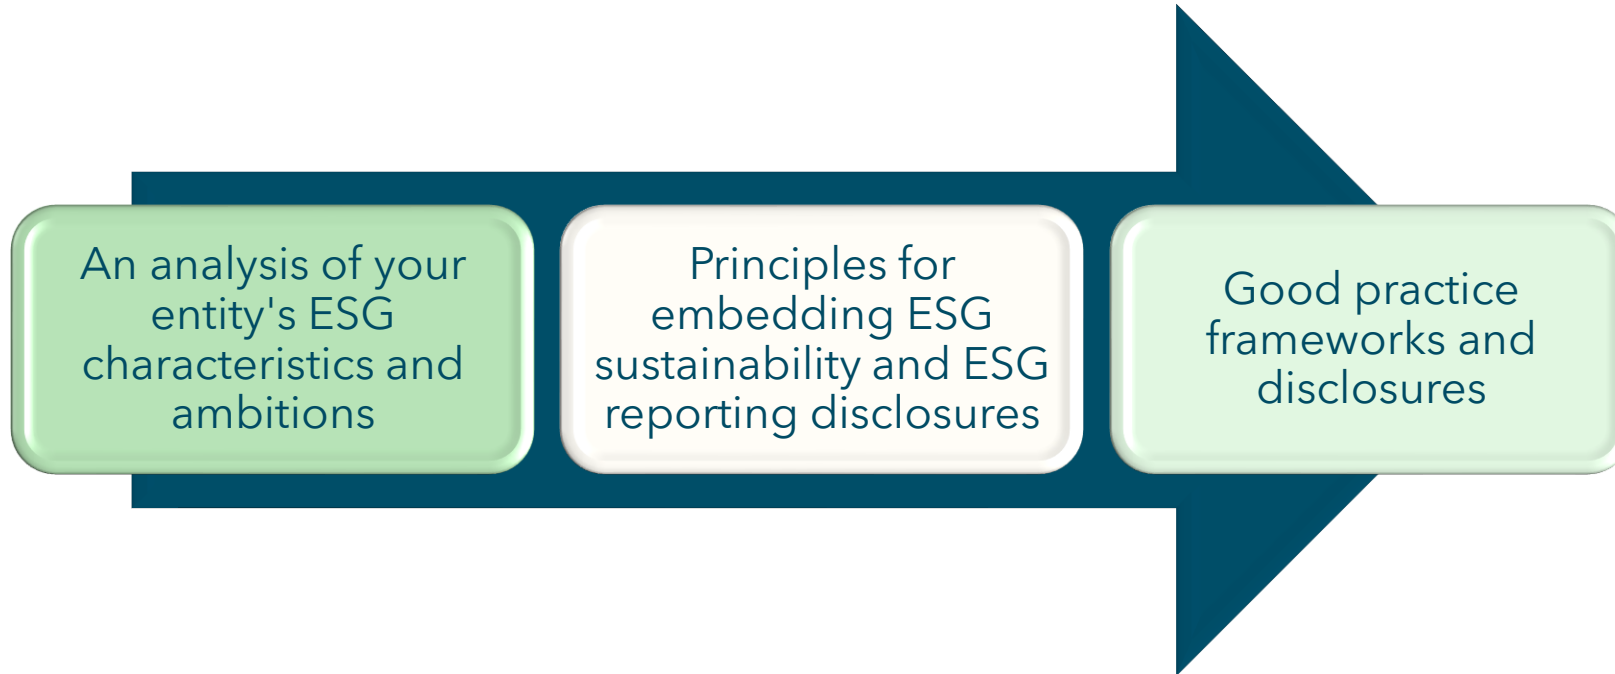 An analysis of your
entity's ESG
characteristics and
ambitions
Principles for
embedding ESG
sustainability and ESG
reporting disclosures
Good practice
frameworks and
disclosures